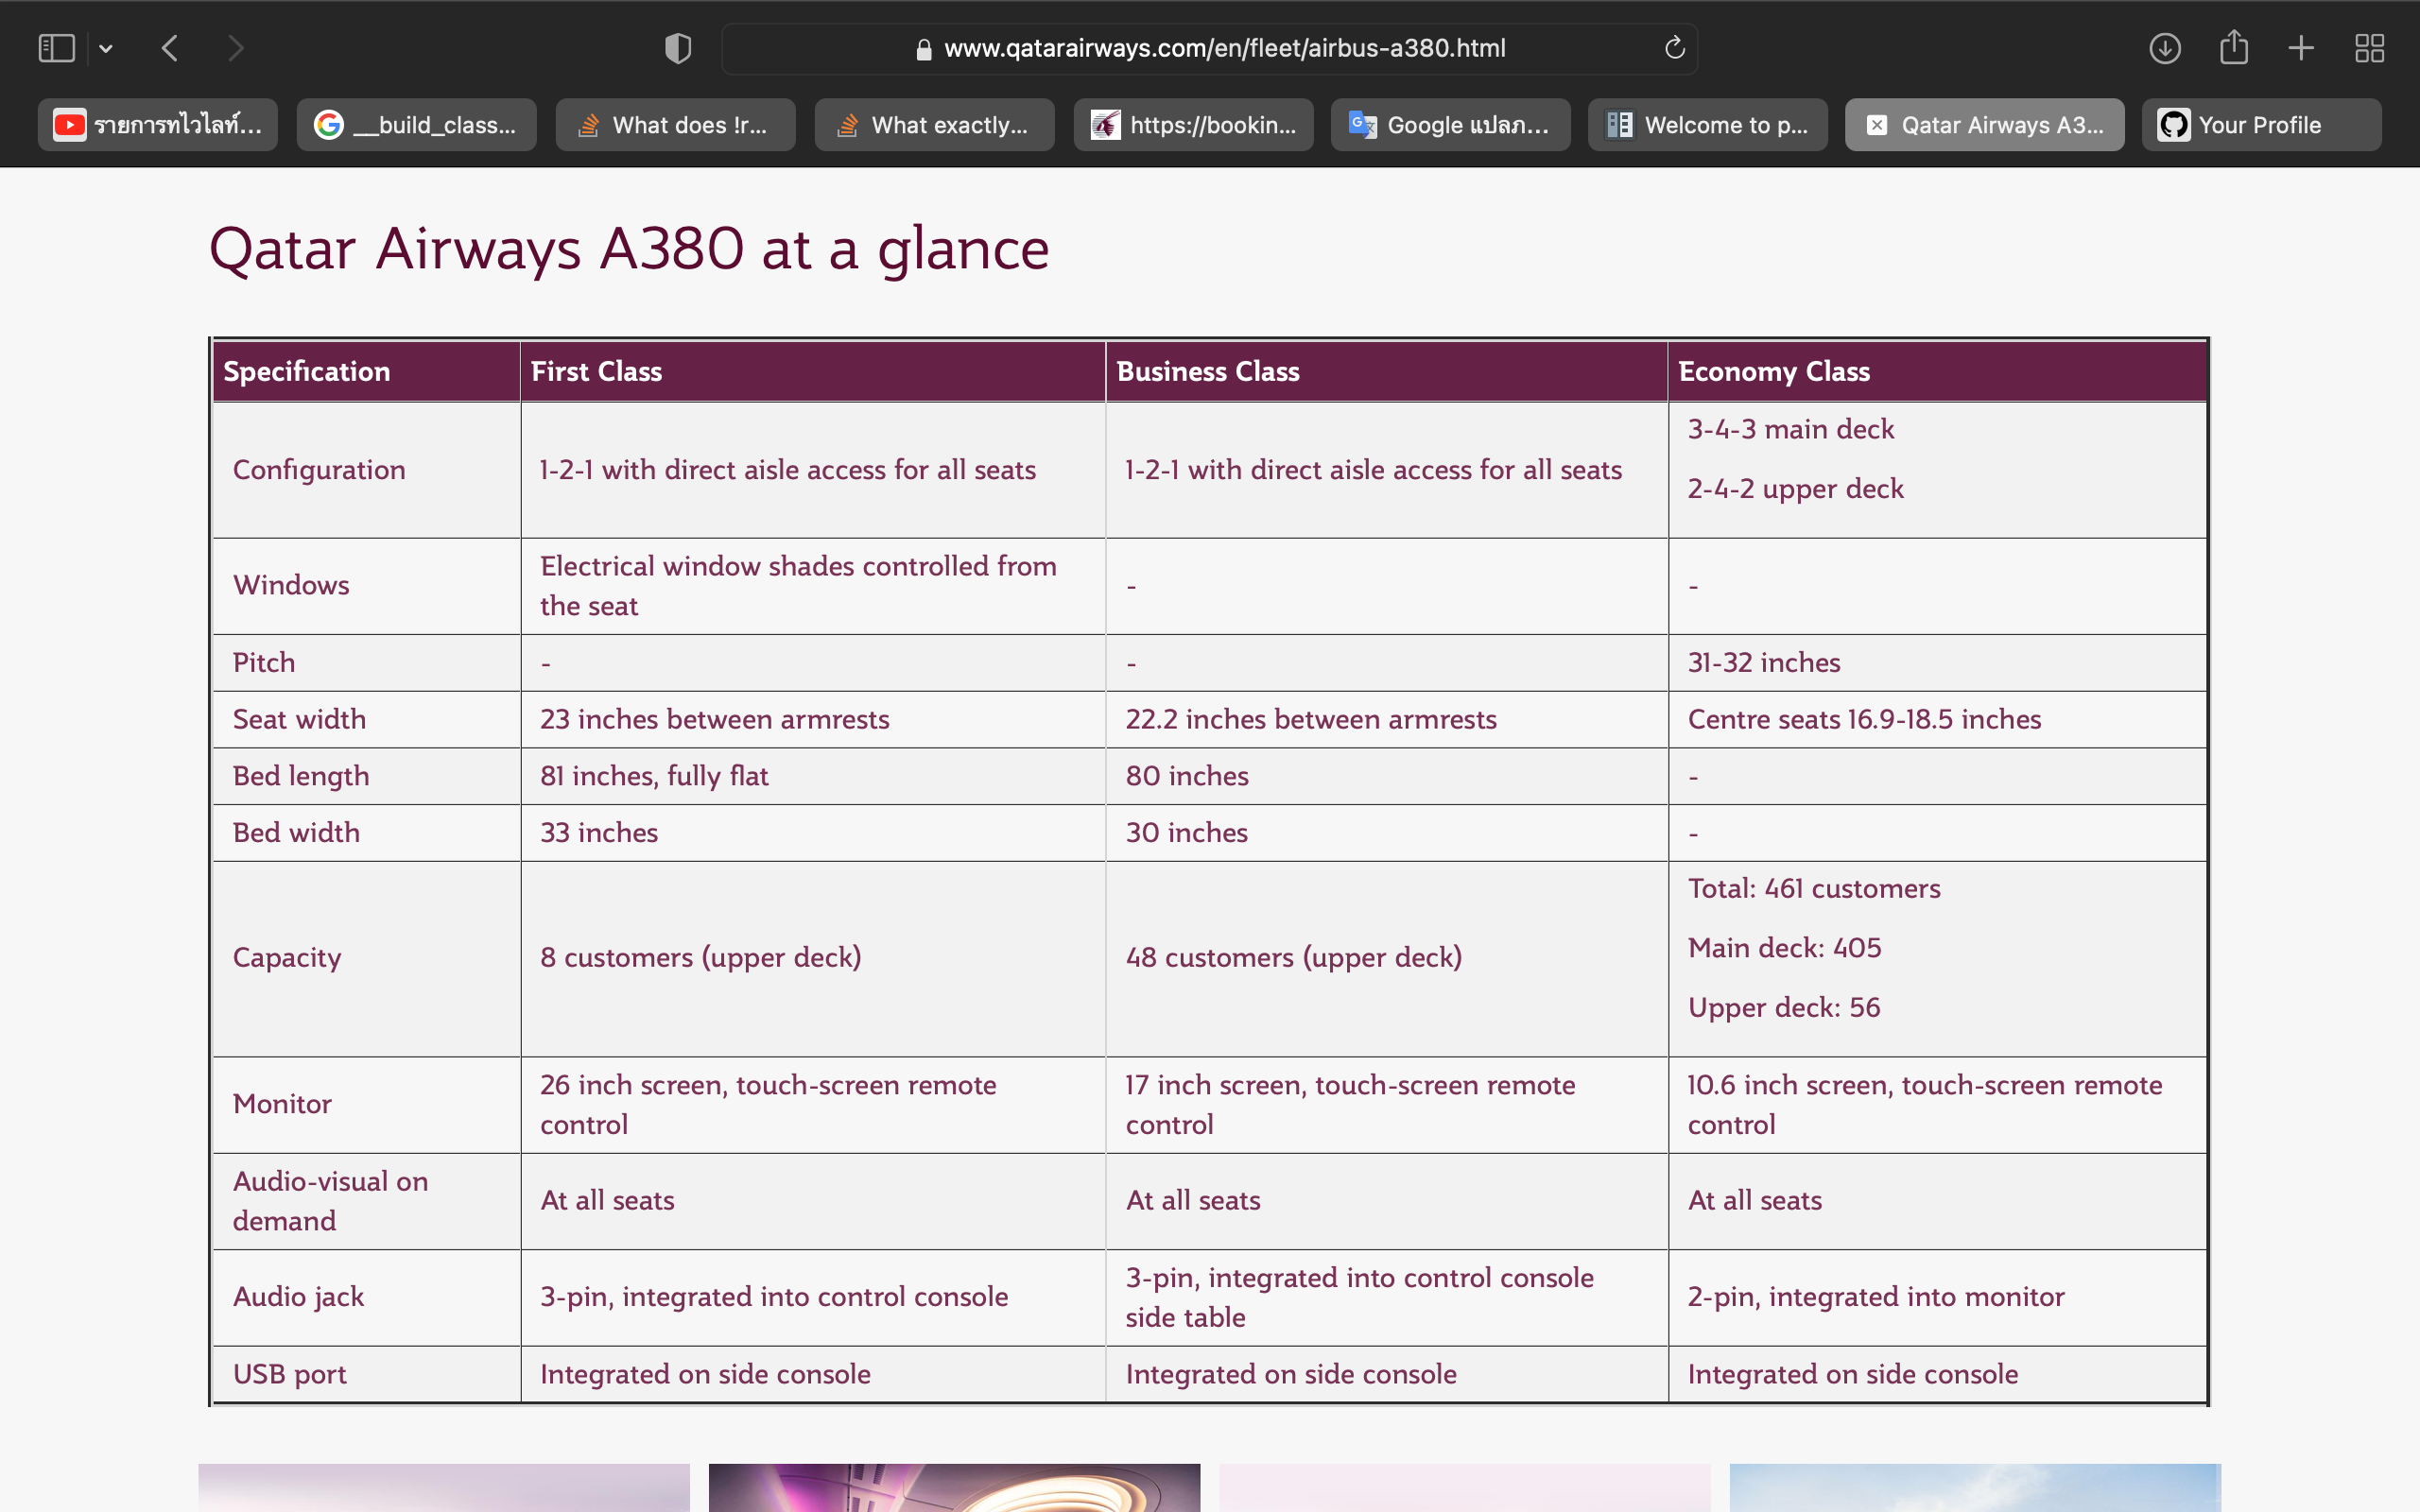 www.qatarairways.com/en/fleet/airbus-a380.html
รายการทีไวไลท์...
__build_class...
What does !r...
What exactly...
https://bookin...
Google แปลภ...
Welcome to p...
Qatar Airways A3...
Your Profile
Qatar Airways A380 at a glance
Specification First Class Business Class Economy Class
Configuration 1-2-1 with direct aisle access for all seats 1-2-1 with direct aisle access for all seats 3-4-3 main deck
2-4-2 upper deck
Windows Electrical window shades controlled from - -
the seat
Pitch - - 31-32 inches
Seat width 23 inches between armrests 22.2 inches between armrests Centre seats 16.9-18.5 inches
Bed length 81 inches, fully flat 80 inches -
Bed width 33 inches 30 inches -
Capacity 8 customers (upper deck) 48 customers (upper deck) Total: 461 customers
Main deck: 405
Upper deck: 56
Monitor 26 inch screen, touch-screen remote 17 inch screen, touch-screen remote 10.6 inch screen, touch-screen remote
control control control
Audio-visual on At all seats At all seats At all seats
demand
Audio jack 3-pin, integrated into control console 3-pin, integrated into control console 2-pin, integrated into monitor
side table
USB port Integrated on side console Integrated on side console Integrated on side console